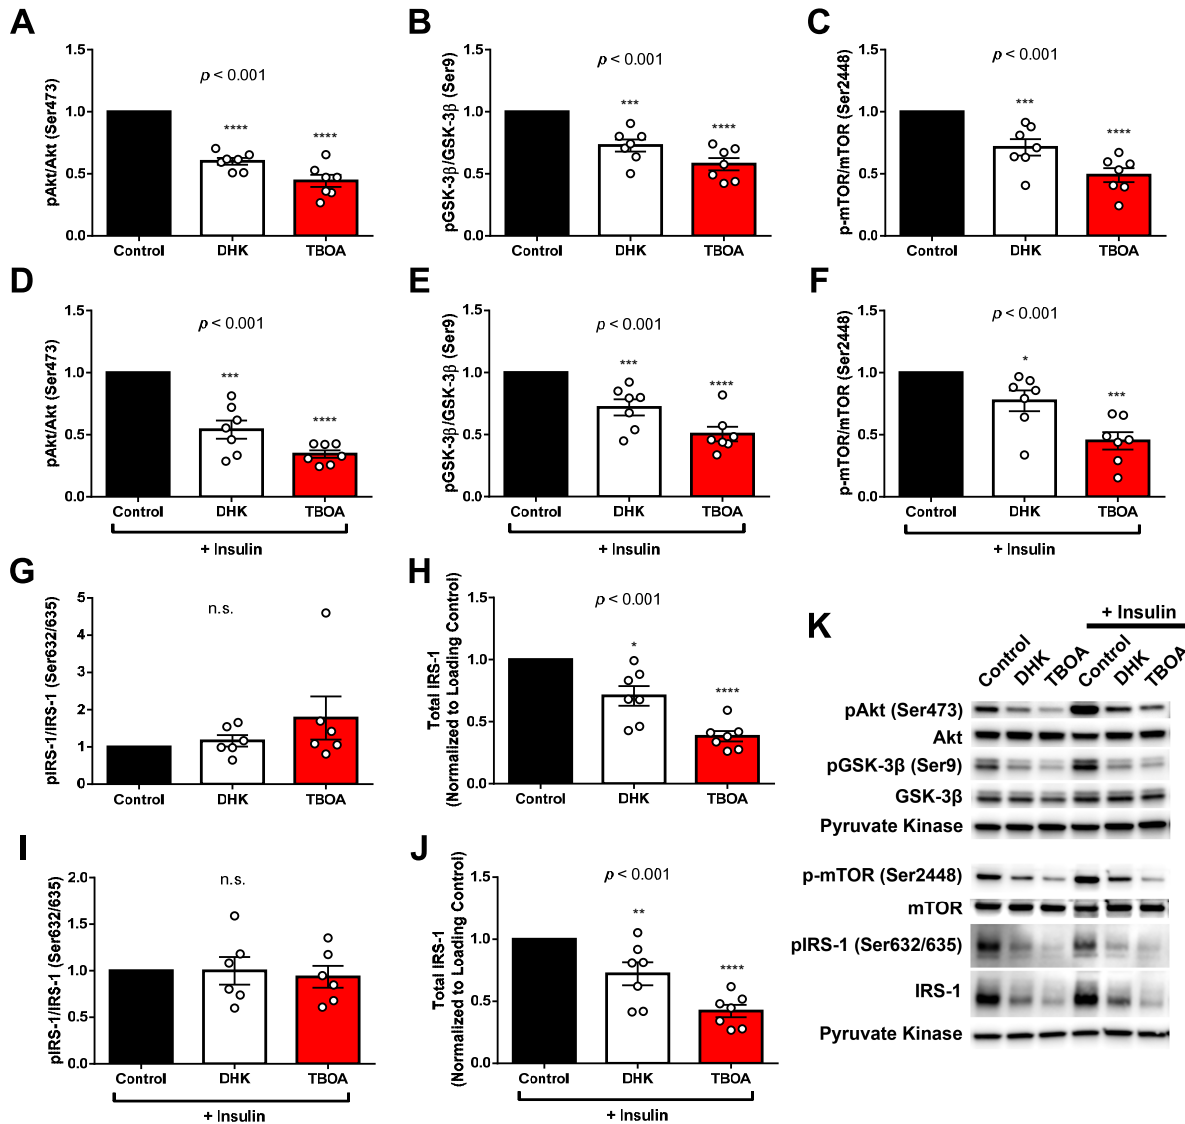 A
pAkt/Akt (Ser473)
1.5
1.0
0.5
0.0
p < 0.001
****
****
Control
DHK
TBOA
B
pGSK-3β/GSK-3β (Ser9)
1.5
1.0
0.5
0.0
p < 0.001
***
****
Control
DHK
TBOA
C
p-mTOR/mTOR (Ser2448)
1.5
1.0
0.5
0.0
p < 0.001
***
****
Control
DHK
TBOA
D
pAkt/Akt (Ser473)
1.5
1.0
0.5
0.0
p < 0.001
***
****
Control
DHK
TBOA
+ Insulin
E
pGSK-3β/GSK-3β (Ser9)
1.5
1.0
0.5
0.0
p < 0.001
***
****
Control
DHK
TBOA
+ Insulin
F
p-mTOR/mTOR (Ser2448)
1.5
1.0
0.5
0.0
p < 0.001
*
***
Control
DHK
TBOA
+ Insulin
G
pIRS-1/IRS-1 (Ser632/635)
5
4
3
2
1
0
n.s.
Control
DHK
TBOA
H
Total IRS-1
(Normalized to Loading Control)
1.5
1.0
0.5
0.0
p < 0.001
*
****
Control
DHK
TBOA
I
pIRS-1/IRS-1 (Ser632/635)
2.0
1.5
1.0
0.5
0.0
n.s.
Control
DHK
TBOA
+ Insulin
J
Total IRS-1
(Normalized to Loading Control)
1.5
1.0
0.5
0.0
p < 0.001
**
****
Control
DHK
TBOA
+ Insulin
K
+ Insulin
Control
DHK
TBOA
Control
DHK
TBOA
pAkt (Ser473)
Akt
pGSK-3β (Ser9)
GSK-3β
Pyruvate Kinase
p-mTOR (Ser2448)
mTOR
pIRS-1 (Ser632/635)
IRS-1
Pyruvate Kinase